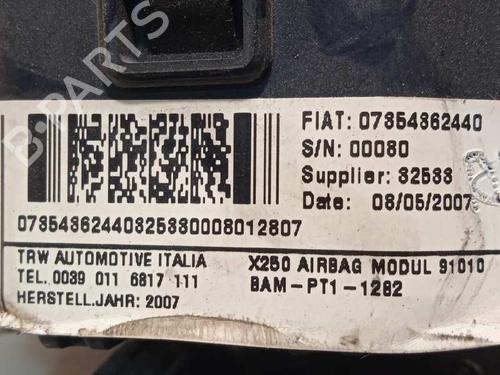 B-PARTS
FIAT: 07354362440
S/N: 00080
Supplier: 32533
Date: 08/05/2007
07354362440325330008012807
TRW AUTOMOTIVE ITALIA
TEL. 0039 011 6817 111
HERSTELL.JAHR: 2007
X250 AIRBAG MODUL 91010
BAM-PT1-1282